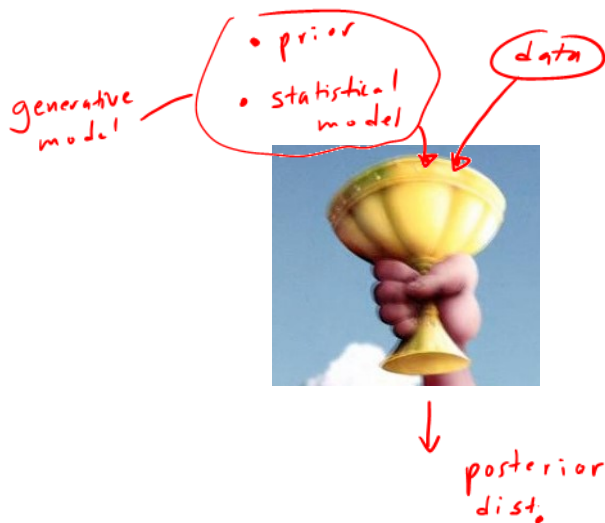 • prior
• statistical
model
generative
model
data
posterior
dist.